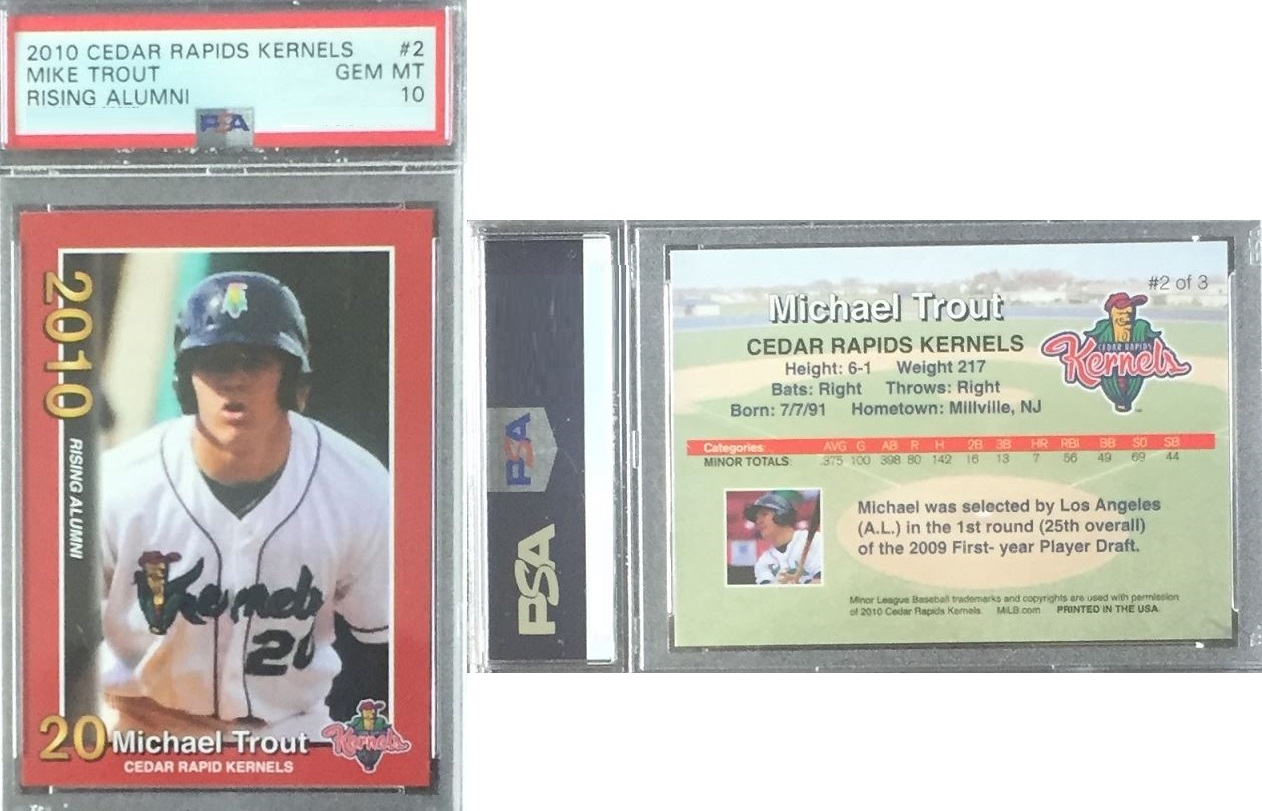 2010 CEDAR RAPIDS KERNELS #2
MIKE TROUT GEM MT
RISING ALUMNI 10
PSA
2010
RISING ALUMNI
Kernels
20
20 Michael Trout
Kernels
CEDAR RAPID KERNELS
PSA
PSA
#2 of 3
Michael Trout
CEDAR RAPIDS KERNELS
CEDAR RAPIDS
Kernels
Height: 6-1 Weight 217
Bats: Right Throws: Right
Born: 7/7/91 Hometown: Millville, NJ
Categories AVG G AB R H 2B 3B HR RBI BB SO SB
MINOR TOTALS: .375 100 398 80 142 16 13 7 56 49 69 44
Michael was selected by Los Angeles
(A.L.) in the 1st round (25th overall)
of the 2009 First- year Player Draft.
Minor League Baseball trademarks and copyrights are used with permission
of 2010 Cedar Rapids Kernels. MiLB.com PRINTED IN THE USA